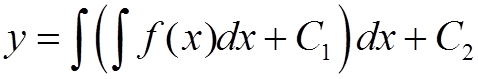 y = ∫(∫ f(x)dx + C₁) dx + C₂